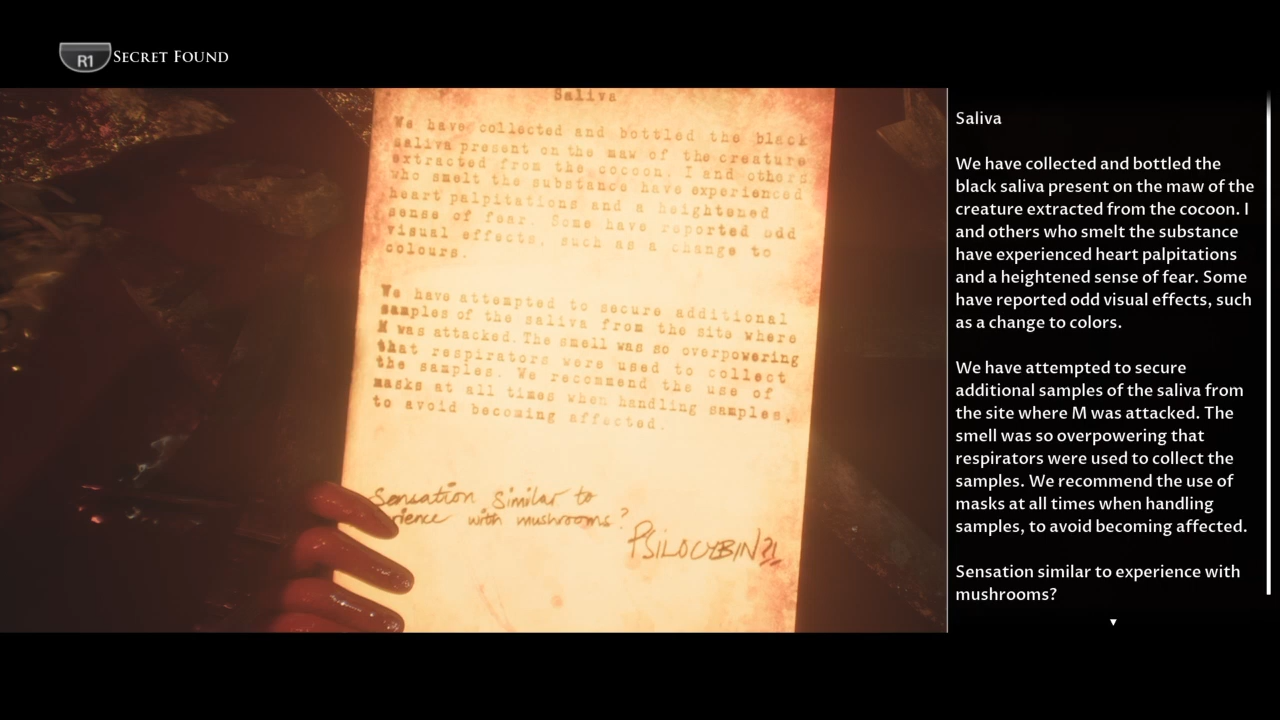 R1 SECRET FOUND
Saliva
We have collected and bottled the black
saliva present on the maw of the creature
extracted from the cocoon. I and others
who smelt the substance have experienced
heart palpitations and a heightened
sense of fear. Some have reported odd
visual effects, such as a change to
colours.
We have attempted to secure additional
samples of the saliva from the site where
M was attacked. The smell was so overpowering
that respirators were used to collect
the samples. We recommend the use of
masks at all times when handling samples,
to avoid becoming affected.
Sensation similar to
rience with mushrooms?
PSILOCYBIN?!
Saliva
We have collected and bottled the
black saliva present on the maw of the
creature extracted from the cocoon. I
and others who smelt the substance
have experienced heart palpitations
and a heightened sense of fear. Some
have reported odd visual effects, such
as a change to colors.
We have attempted to secure
additional samples of the saliva from
the site where M was attacked. The
smell was so overpowering that
respirators were used to collect the
samples. We recommend the use of
masks at all times when handling
samples, to avoid becoming affected.
Sensation similar to experience with
mushrooms?